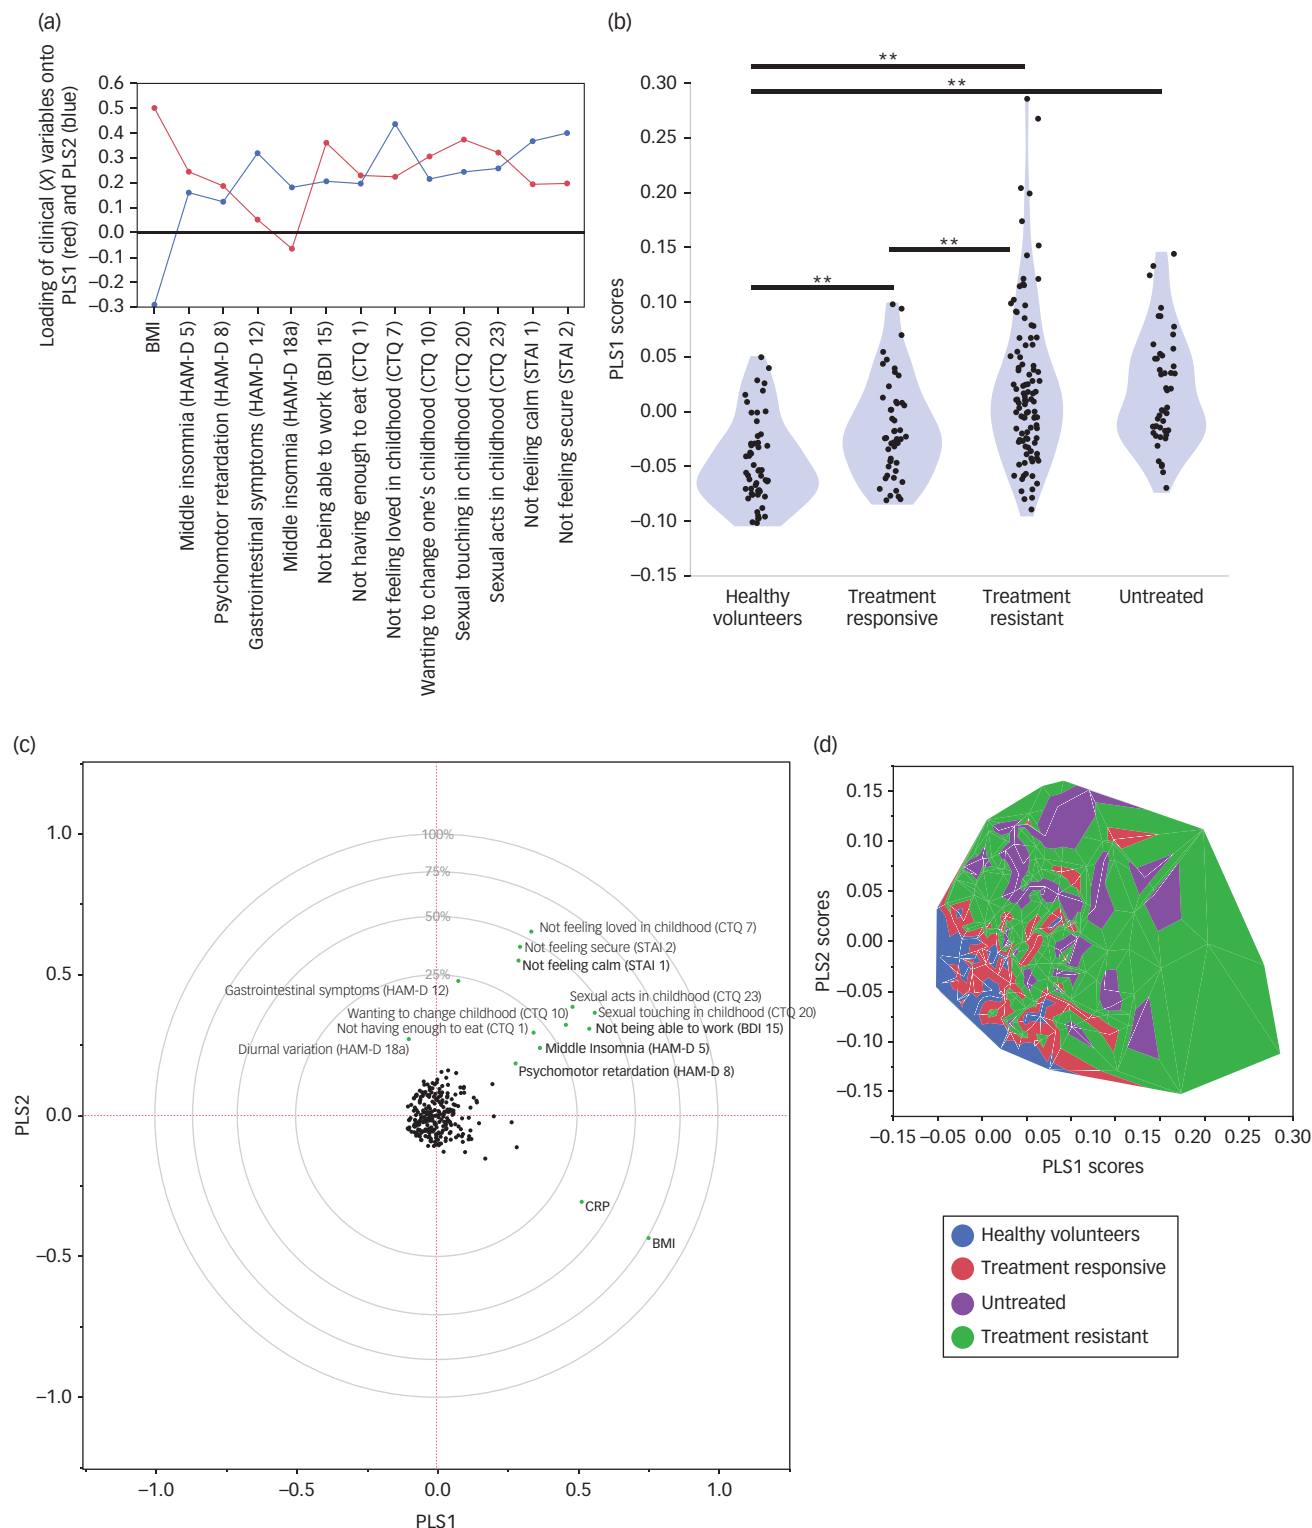 (a)
Loading of clinical (X) variables onto
PLS1 (red) and PLS2 (blue)
0.6
0.5
0.4
0.3
0.2
0.1
0.0
−0.1
−0.2
−0.3
BMI
Middle insomnia (HAM-D 5)
Psychomotor retardation (HAM-D 8)
Gastrointestinal symptoms (HAM-D 12)
Middle insomnia (HAM-D 18a)
Not being able to work (BDI 15)
Not having enough to eat (CTQ 1)
Not feeling loved in childhood (CTQ 7)
Wanting to change one's childhood (CTQ 10)
Sexual touching in childhood (CTQ 20)
Sexual acts in childhood (CTQ 23)
Not feeling calm (STAI 1)
Not feeling secure (STAI 2)
(b)
PLS1 scores
0.30
0.25
0.20
0.15
0.10
0.05
0.00
−0.05
−0.10
−0.15
**
**
**
**
Healthy
volunteers
Treatment
responsive
Treatment
resistant
Untreated
(c)
PLS2
1.0
0.5
0.0
−0.5
−1.0
100%
75%
50%
25%
Not feeling loved in childhood (CTQ 7)
Not feeling secure (STAI 2)
Not feeling calm (STAI 1)
Gastrointestinal symptoms (HAM-D 12)
Sexual acts in childhood (CTQ 23)
Wanting to change childhood (CTQ 10)
Sexual touching in childhood (CTQ 20)
Not having enough to eat (CTQ 1)
Not being able to work (BDI 15)
Diurnal variation (HAM-D 18a)
Middle Insomnia (HAM-D 5)
Psychomotor retardation (HAM-D 8)
CRP
BMI
−1.0
−0.5
0.0
0.5
1.0
PLS1
(d)
PLS2 scores
0.15
0.10
0.05
0.00
−0.05
−0.10
−0.15
−0.15 −0.05 0.00 0.05 0.10 0.15 0.20 0.25 0.30
PLS1 scores
Healthy volunteers
Treatment responsive
Untreated
Treatment resistant